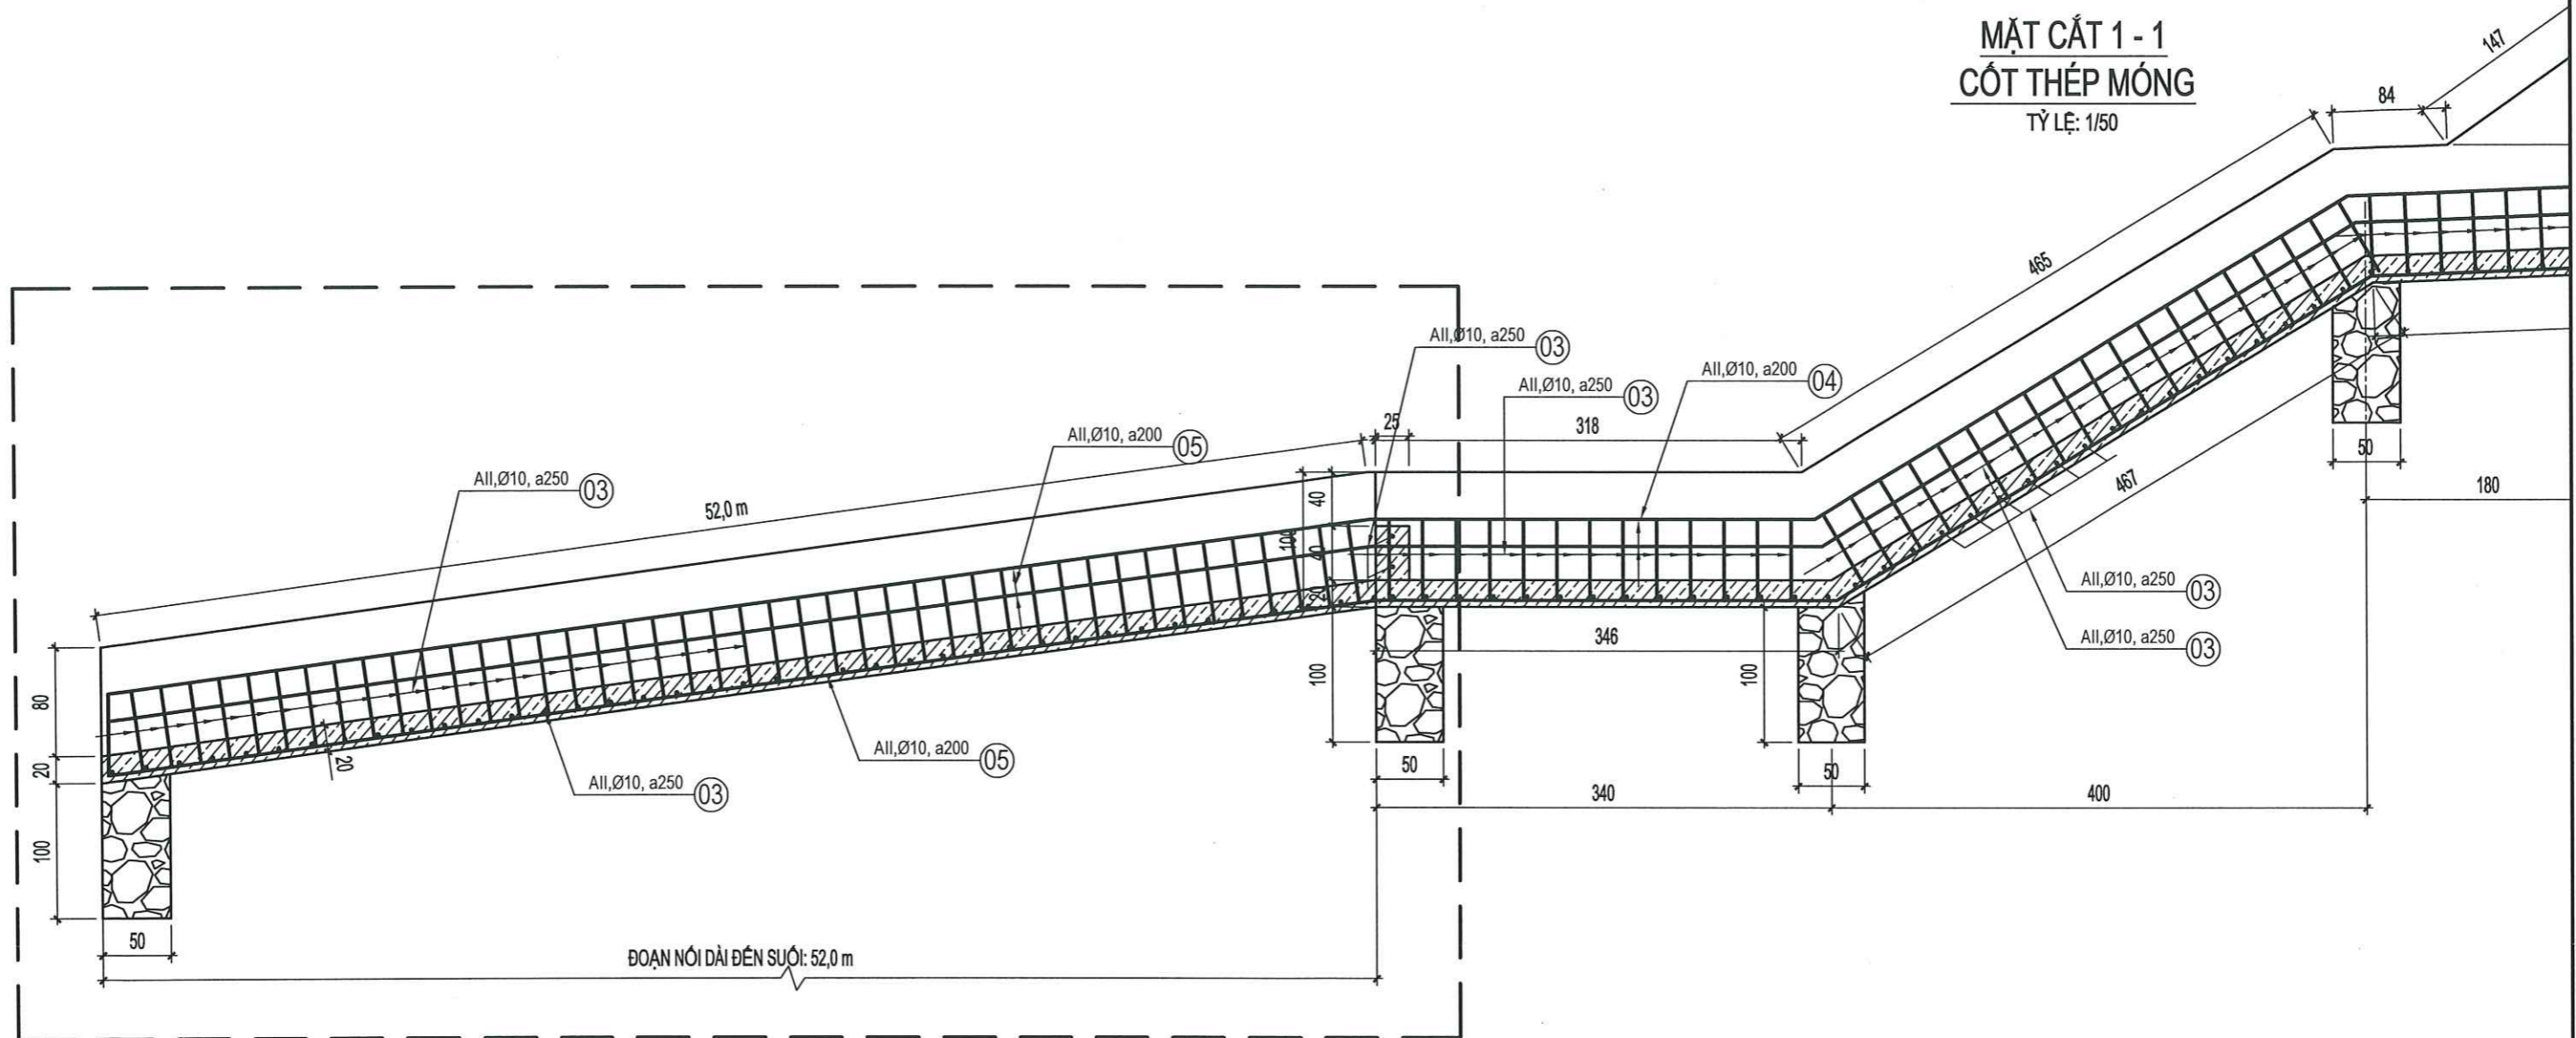 MẶT CẮT 1 - 1
CỐT THÉP MÓNG
TỶ LỆ: 1/50
147
84
465
AII,Ø10, a250 03
AII,Ø10, a250 03
AII,Ø10, a200 04
25
318
AII,Ø10, a200 05
AII,Ø10, a250 03
52,0 m
40
100
40
20
467
50
180
AII,Ø10, a250 03
AII,Ø10, a250 03
346
100
100
80
20
100
20
AII,Ø10, a200 05
AII,Ø10, a250 03
50
50
340
400
50
ĐOẠN NỐI DÀI ĐẾN SUỐI: 52,0 m